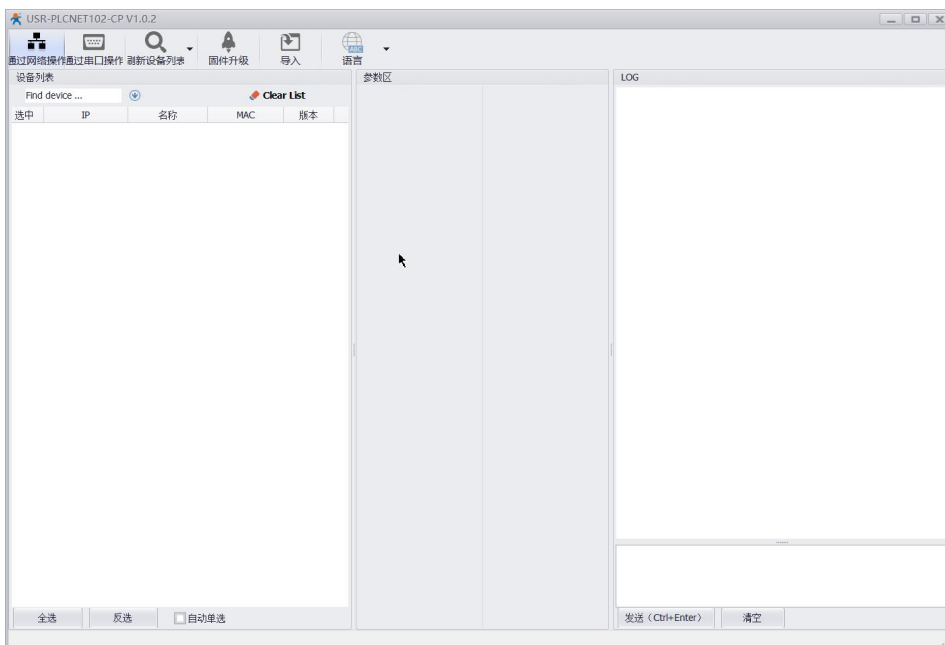 USR-PLCNET102-CP V1.0.2
通过网络操作 通过串口操作 刷新设备列表 固件升级 导入 语言
ABC
设备列表 参数区 LOG
Find device ... Clear List
选中 IP 名称 MAC 版本
全选 反选 自动单选 发送（Ctrl+Enter） 清空